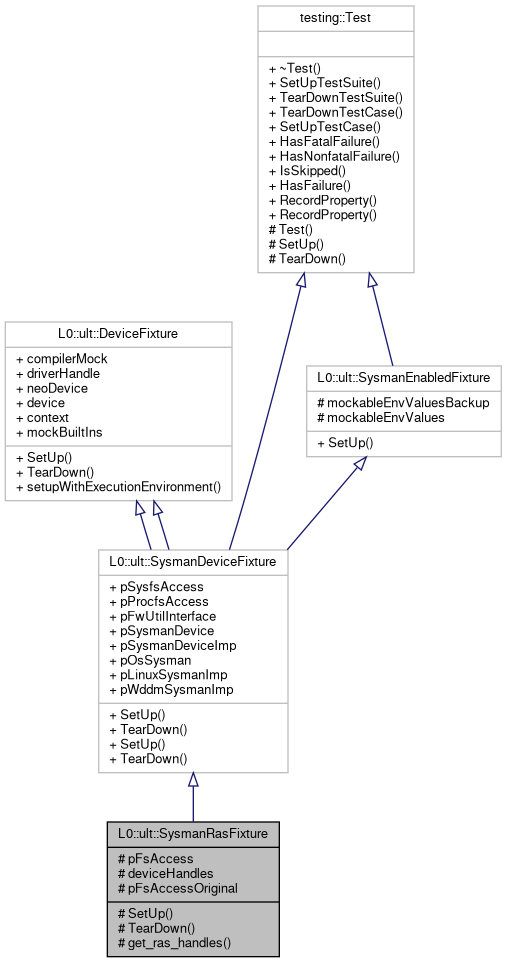 testing::Test
+ ~Test()
+ SetUpTestSuite()
+ TearDownTestSuite()
+ TearDownTestCase()
+ SetUpTestCase()
+ HasFatalFailure()
+ HasNonfatalFailure()
+ IsSkipped()
+ HasFailure()
+ RecordProperty()
+ RecordProperty()
# Test()
# SetUp()
# TearDown()
L0::ult::DeviceFixture
+ compilerMock
+ driverHandle
+ neoDevice
+ device
+ context
+ mockBuiltIns
+ SetUp()
+ TearDown()
+ setupWithExecutionEnvironment()
L0::ult::SysmanEnabledFixture
# mockableEnvValuesBackup
# mockableEnvValues
+ SetUp()
L0::ult::SysmanDeviceFixture
+ pSysfsAccess
+ pProcfsAccess
+ pFwUtilInterface
+ pSysmanDevice
+ pSysmanDeviceImp
+ pOsSysman
+ pLinuxSysmanImp
+ pWddmSysmanImp
+ SetUp()
+ TearDown()
+ SetUp()
+ TearDown()
L0::ult::SysmanRasFixture
# pFsAccess
# deviceHandles
# pFsAccessOriginal
# SetUp()
# TearDown()
# get_ras_handles()